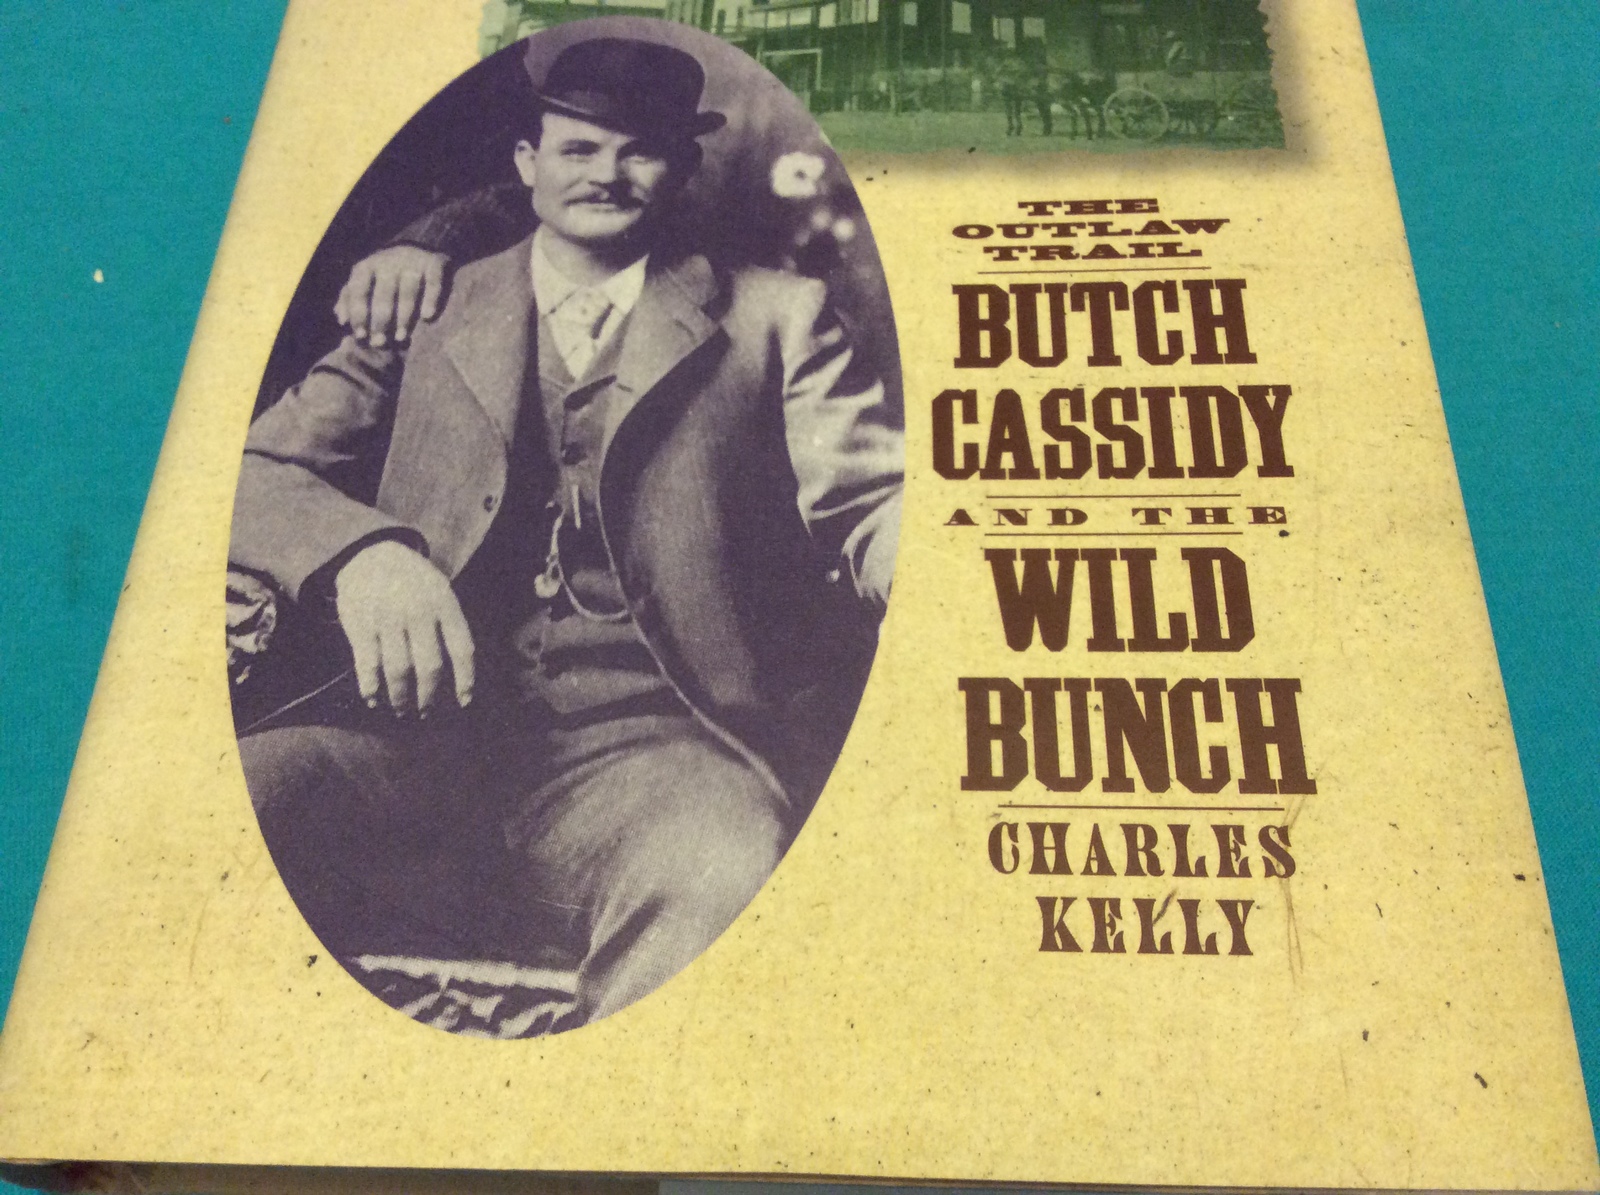 THE
OUTLAW
TRAIL
BUTCH
CASSIDY
AND THE
WILD
BUNCH
CHARLES
KELLY